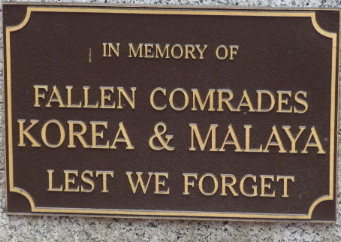 IN MEMORY OF
FALLEN COMRADES
KOREA & MALAYA
LEST WE FORGET